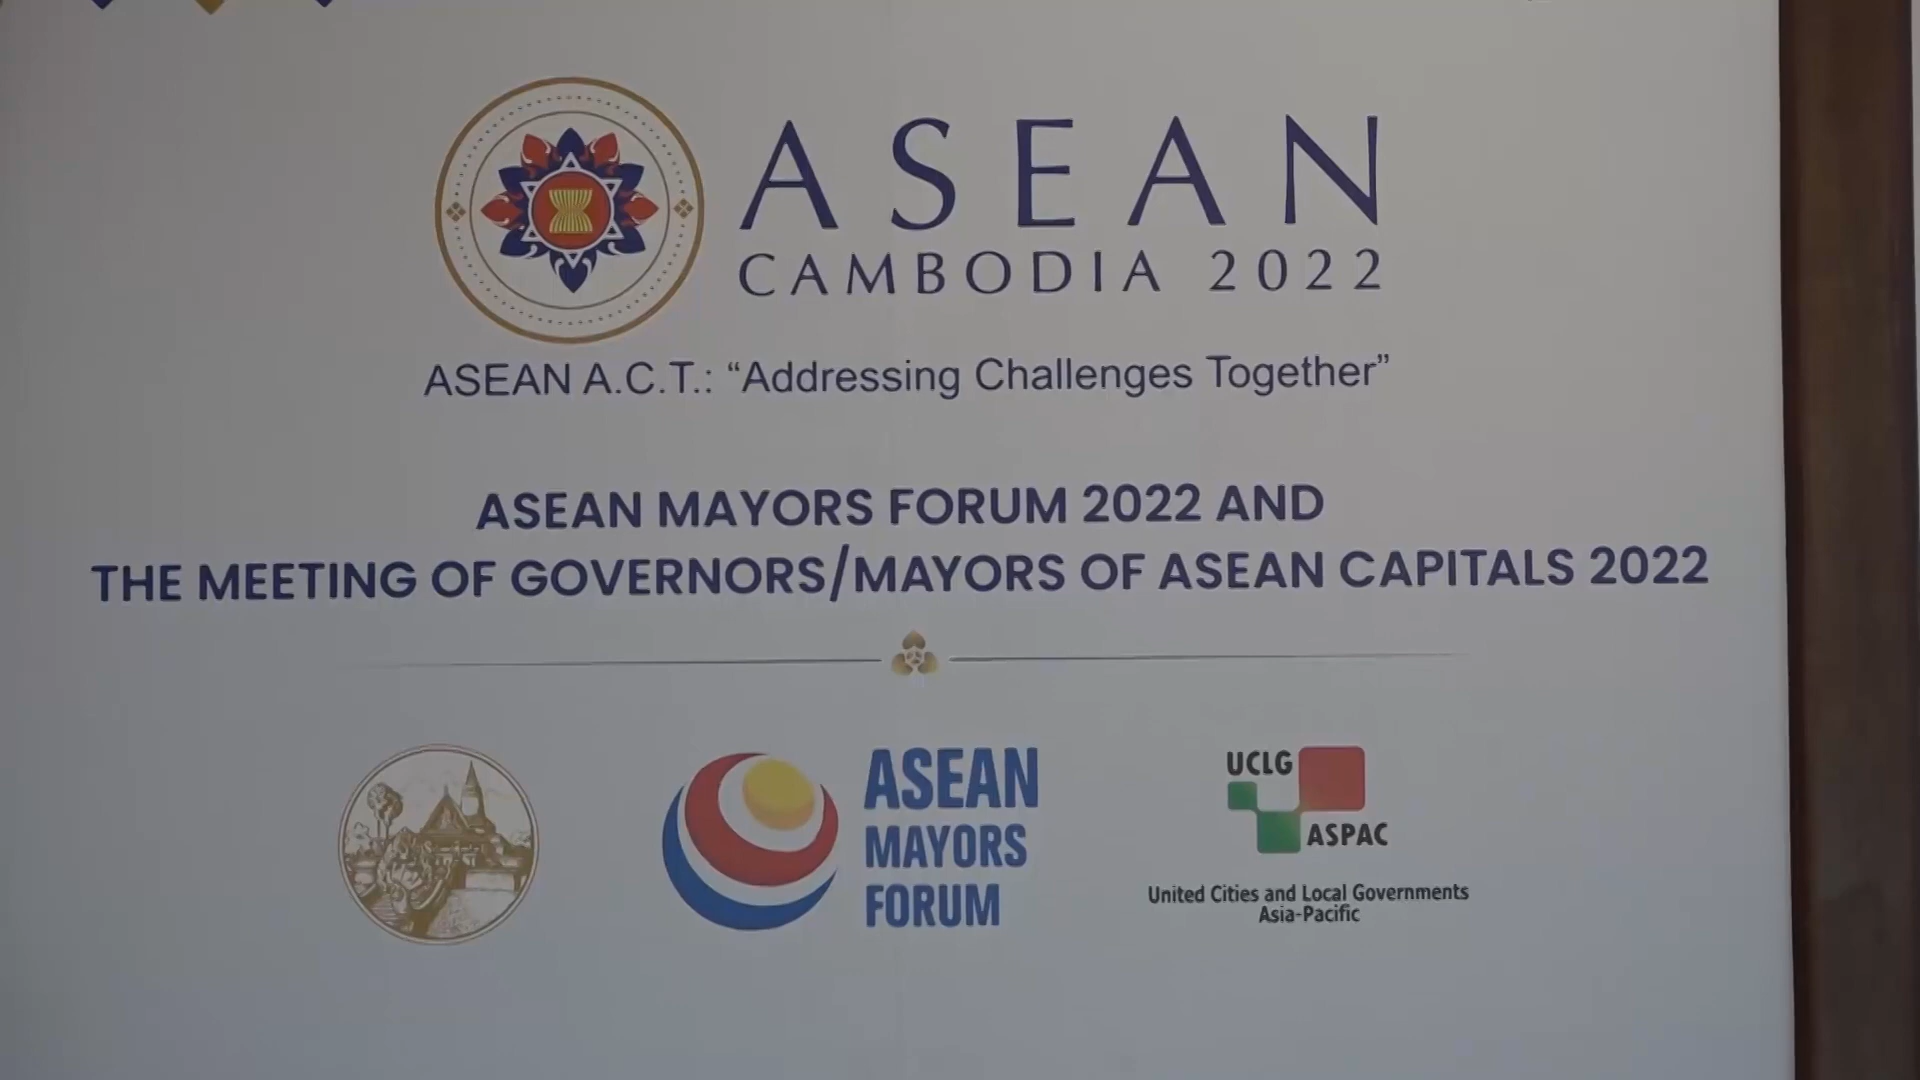 ASEAN
CAMBODIA 2022
ASEAN A.C.T.: “Addressing Challenges Together”
ASEAN MAYORS FORUM 2022 AND
THE MEETING OF GOVERNORS/MAYORS OF ASEAN CAPITALS 2022
ASEAN
MAYORS
FORUM
UCLG
ASPAC
United Cities and Local Governments
Asia-Pacific